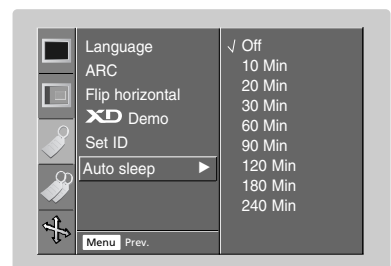 Language
ARC
Flip horizontal
XD Demo
Set ID
Auto sleep ▶
Menu Prev.
√ Off
10 Min
20 Min
30 Min
60 Min
90 Min
120 Min
180 Min
240 Min